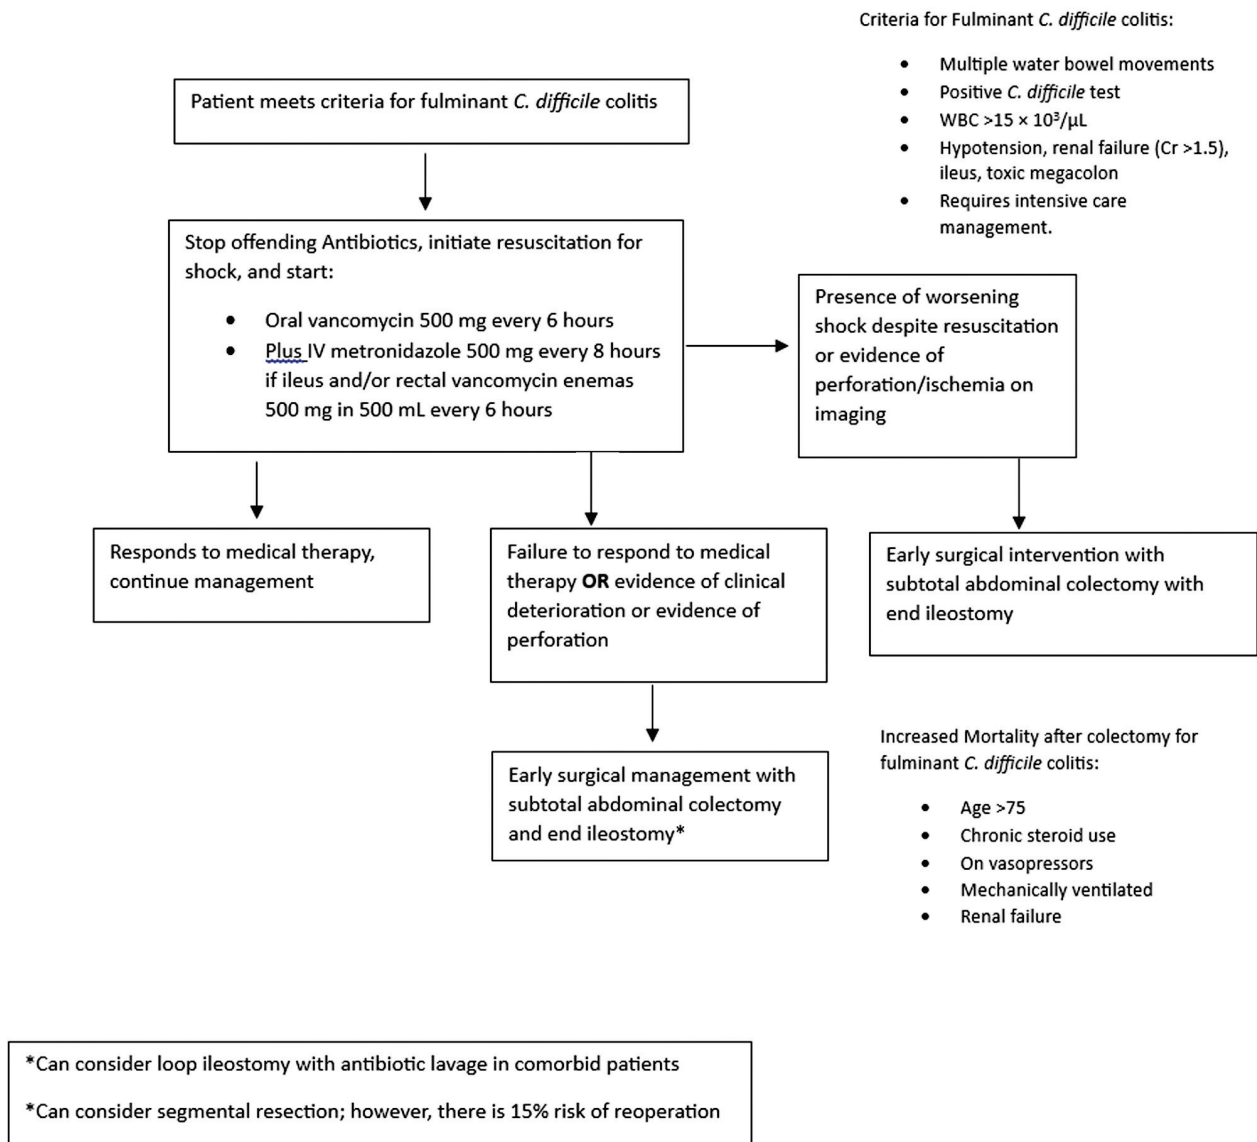 Criteria for Fulminant C. difficile colitis:
• Multiple water bowel movements
• Positive C. difficile test
• WBC >15 × 10³/µL
• Hypotension, renal failure (Cr >1.5),
ileus, toxic megacolon
• Requires intensive care
management.
Patient meets criteria for fulminant C. difficile colitis
Stop offending Antibiotics, initiate resuscitation for
shock, and start:
• Oral vancomycin 500 mg every 6 hours
• Plus IV metronidazole 500 mg every 8 hours
if ileus and/or rectal vancomycin enemas
500 mg in 500 mL every 6 hours
Presence of worsening
shock despite resuscitation
or evidence of
perforation/ischemia on
imaging
Responds to medical therapy,
continue management
Failure to respond to medical
therapy OR evidence of clinical
deterioration or evidence of
perforation
Early surgical intervention with
subtotal abdominal colectomy with
end ileostomy
Early surgical management with
subtotal abdominal colectomy
and end ileostomy*
Increased Mortality after colectomy for
fulminant C. difficile colitis:
• Age >75
• Chronic steroid use
• On vasopressors
• Mechanically ventilated
• Renal failure
*Can consider loop ileostomy with antibiotic lavage in comorbid patients
*Can consider segmental resection; however, there is 15% risk of reoperation